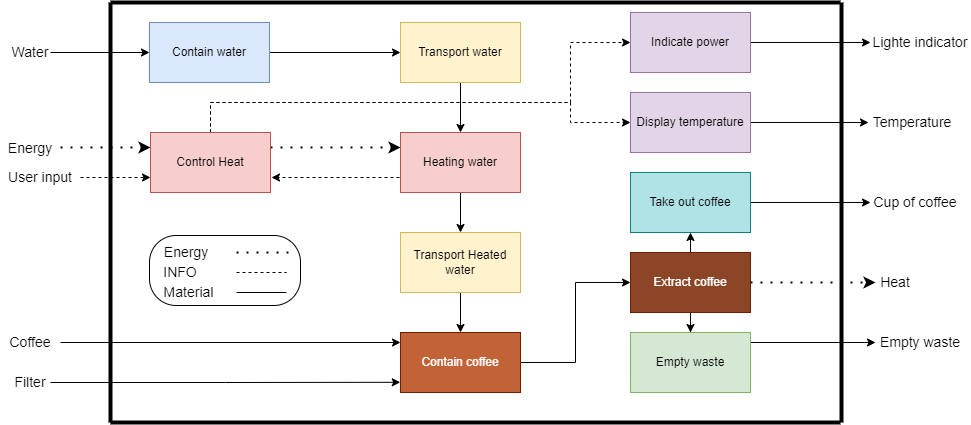 Water
Contain water
Transport water
Indicate power
Lighte indicator
Display temperature
Temperature
Energy
User input
Control Heat
Heating water
Take out coffee
Cup of coffee
Energy
INFO
Material
Transport Heated
water
Extract coffee
Heat
Coffee
Filter
Contain coffee
Empty waste
Empty waste